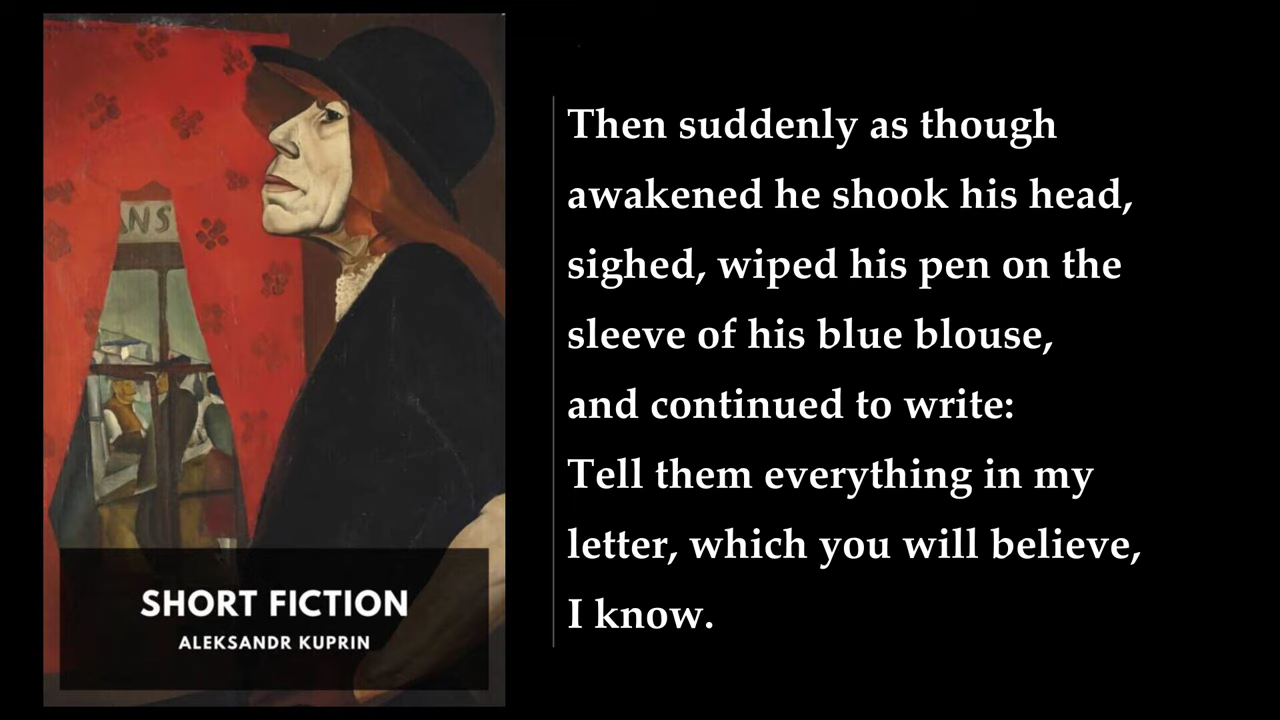 ANS
SHORT FICTION
ALEKSANDR KUPRIN
Then suddenly as though
awakened he shook his head,
sighed, wiped his pen on the
sleeve of his blue blouse,
and continued to write:
Tell them everything in my
letter, which you will believe,
I know.